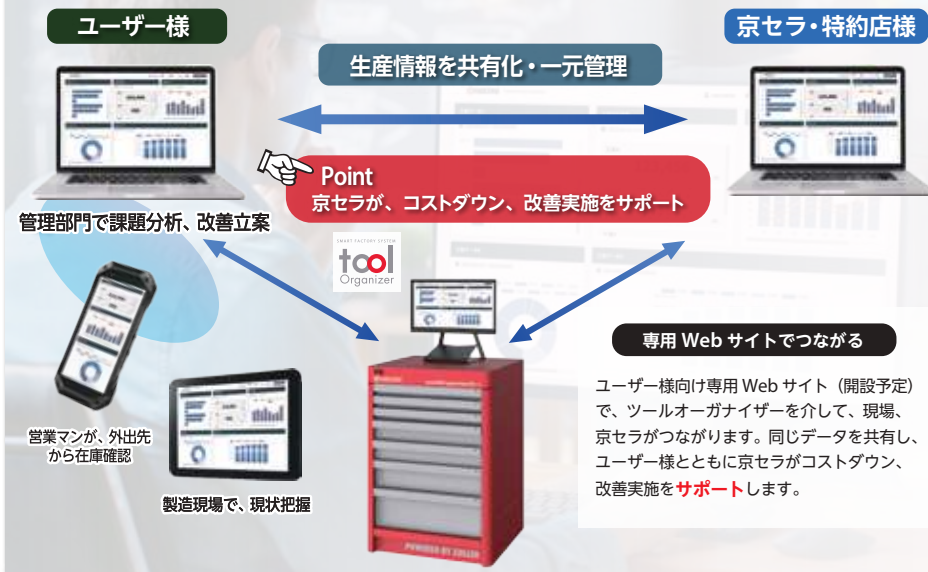 ユーザー様
京セラ・特約店様
生産情報を共有化・一元管理
Point
京セラが、コストダウン、改善実施をサポート
管理部門で課題分析、改善立案
SMART FACTORY SYSTEM
tool
Organizer
営業マンが、外出先
から在庫確認
製造現場で、現状把握
POWERED BY ZOLLER
専用 Web サイトでつながる
ユーザー様向け専用 Web サイト（開設予定）
で、ツールオーガナイザーを介して、現場、
京セラがつながります。同じデータを共有し、
ユーザー様とともに京セラがコストダウン、
改善実施をサポートします。